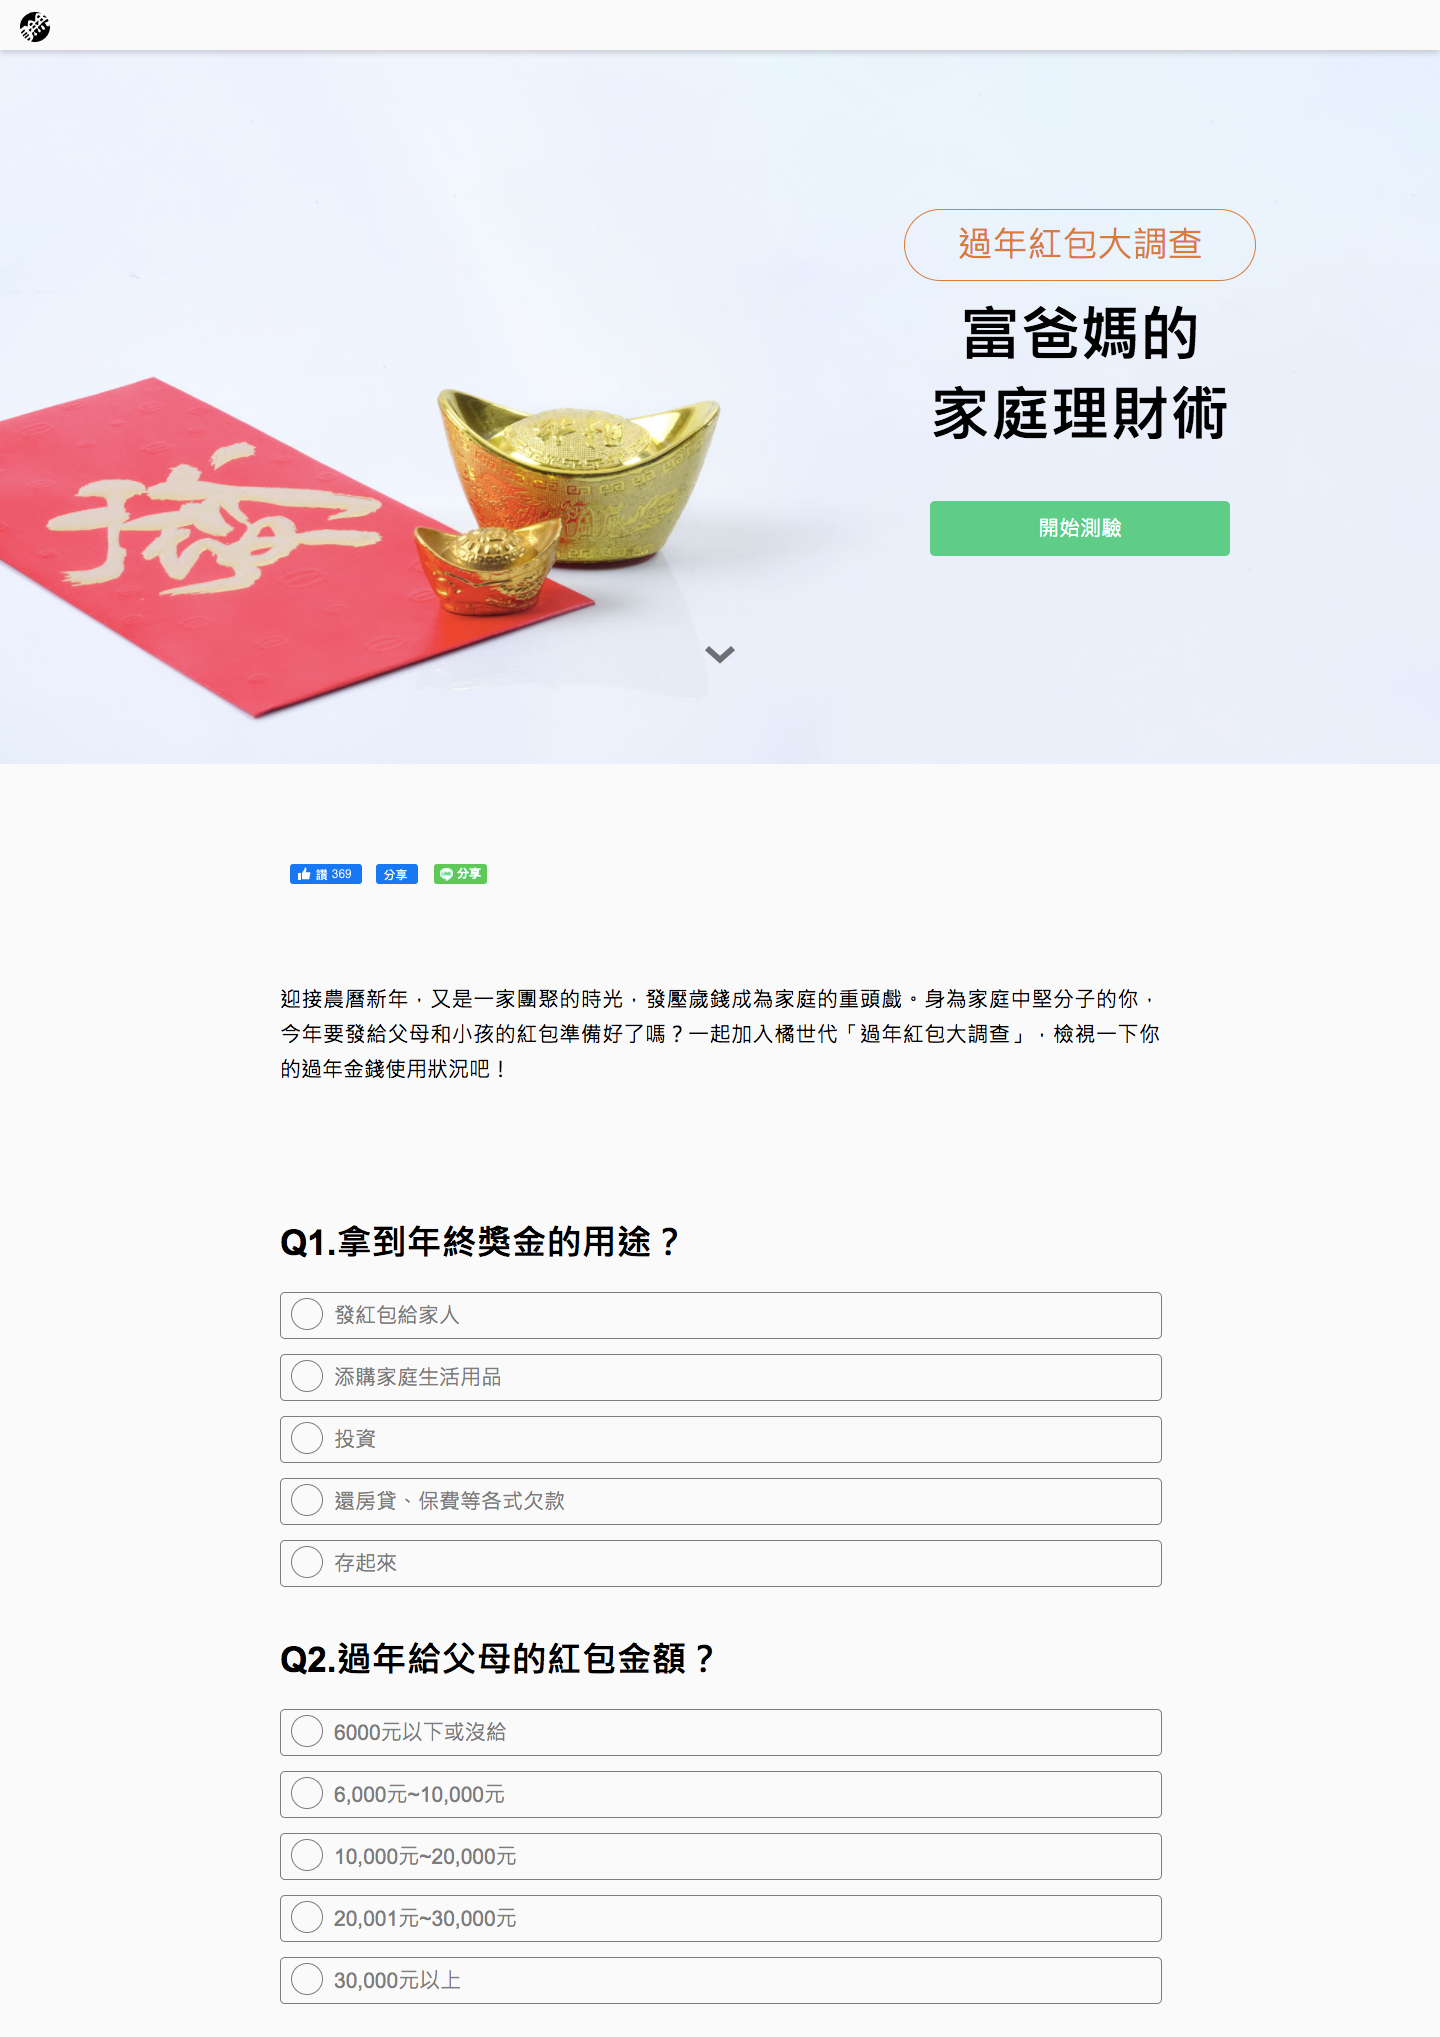 過年紅包大調查
富爸媽的
家庭理財術
開始測驗
讚 369
分享
分享
迎接農曆新年，又是一家團聚的時光，發壓歲錢成為家庭的重頭戲。身為家庭中堅分子的你，
今年要發給父母和小孩的紅包準備好了嗎？一起加入橘世代「過年紅包大調查」，檢視一下你
的過年金錢使用狀況吧！
Q1.拿到年終獎金的用途？
發紅包給家人
添購家庭生活用品
投資
還房貸、保費等各式欠款
存起來
Q2.過年給父母的紅包金額？
6000元以下或沒給
6,000元~10,000元
10,000元~20,000元
20,001元~30,000元
30,000元以上